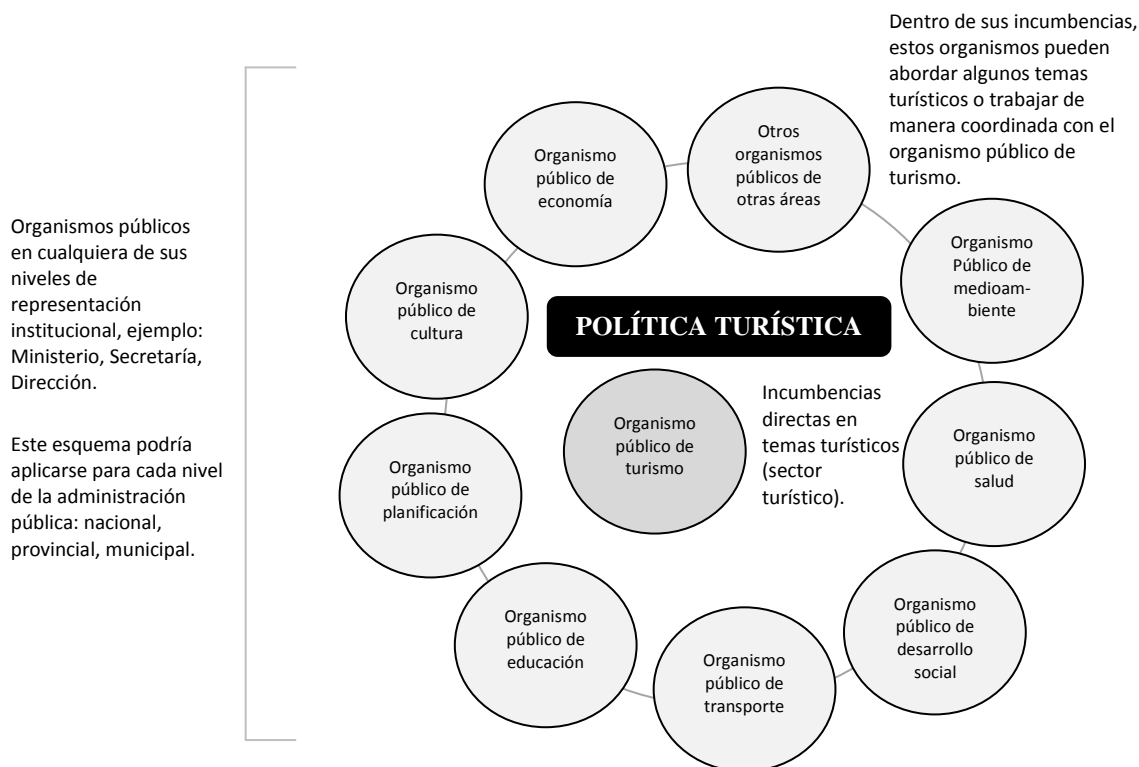 Dentro de sus incumbencias,
estos organismos pueden
abordar algunos temas
turísticos o trabajar de
manera coordinada con el
organismo público de
turismo.
Organismos públicos
en cualquiera de sus
niveles de
representación
institucional, ejemplo:
Ministerio, Secretaría,
Dirección.
Este esquema podría
aplicarse para cada nivel
de la administración
pública: nacional,
provincial, municipal.
Organismo
público de
economía
Otros
organismos
públicos de
otras áreas
Organismo
Público de
medioam-
biente
Organismo
público de
cultura
POLÍTICA TURÍSTICA
Organismo
público de
turismo
Incumbencias
directas en
temas turísticos
(sector
turístico).
Organismo
público de
salud
Organismo
público de
planificación
Organismo
público de
desarrollo
social
Organismo
público de
educación
Organismo
público de
transporte